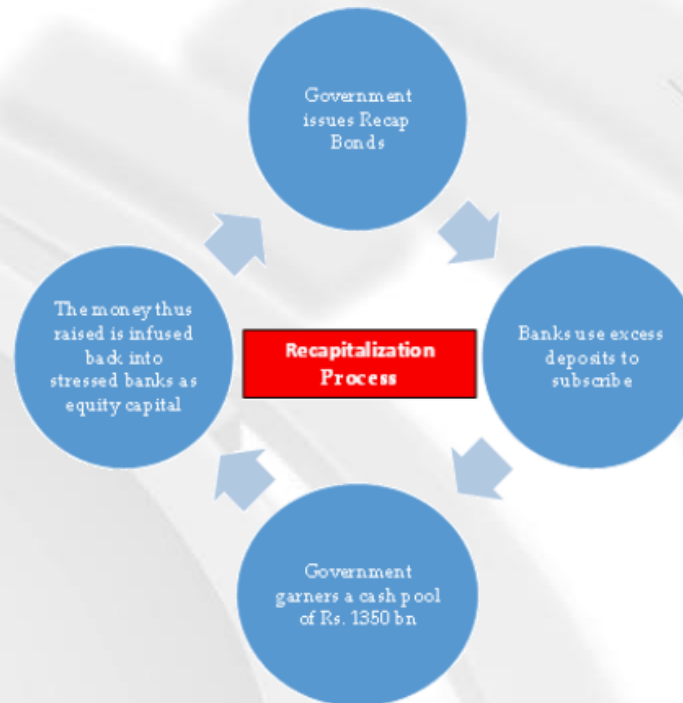 Government
issues Recap
Bonds
Banks use excess
deposits to
subscribe
Government
garners a cash pool
of Rs. 1350 bn
The money thus
raised is infused
back into
stressed banks as
equity capital
Recapitalization
Process